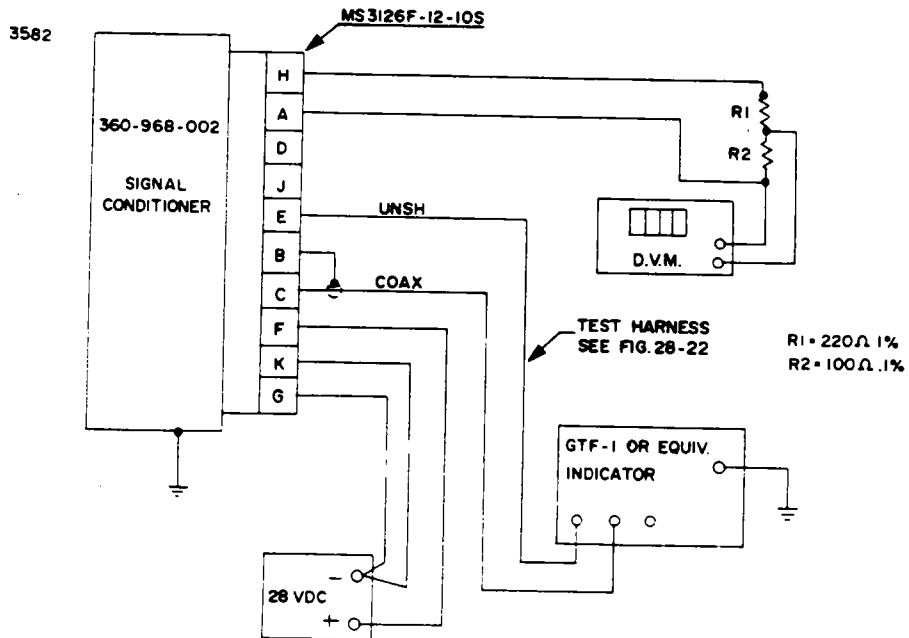 MS3126F-12-10S
3582
360-968-002
SIGNAL
CONDITIONER
H
A
D
J
E
B
C
F
K
G
UNSH
COAX
R1
R2
D.V.M.
TEST HARNESS
SEE FIG. 28-22
R1=220Ω 1%
R2=100Ω .1%
GTF-1 OR EQUIV.
INDICATOR
28 VDC
-
+